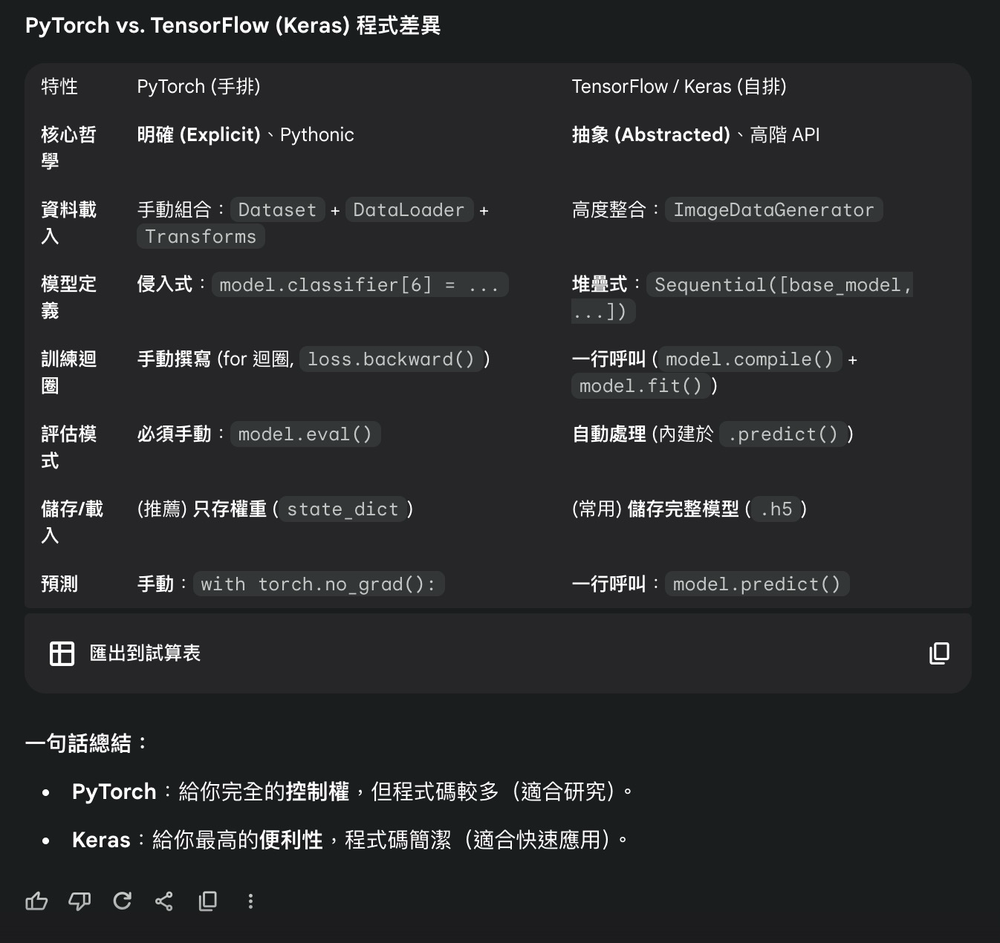 PyTorch vs. TensorFlow (Keras) 程式差異
特性 PyTorch (手排) TensorFlow / Keras (自排)
核心哲學 明確 (Explicit)、Pythonic 抽象 (Abstracted)、高階 API
資料載入 手動組合：Dataset + DataLoader + Transforms 高度整合：ImageDataGenerator
模型定義 侵入式：model.classifier[6] = ... 堆疊式：Sequential([base_model, ...])
訓練迴圈 手動撰寫 (for 迴圈, loss.backward()) 一行呼叫 (model.compile() + model.fit())
評估模式 必須手動：model.eval() 自動處理 (內建於 .predict())
儲存/載入 (推薦) 只存權重 (state_dict) (常用) 儲存完整模型 (.h5)
預測 手動：with torch.no_grad(): 一行呼叫：model.predict()
匯出到試算表
一句話總結：
• PyTorch：給你完全的控制權，但程式碼較多（適合研究）。
• Keras：給你最高的便利性，程式碼簡潔（適合快速應用）。